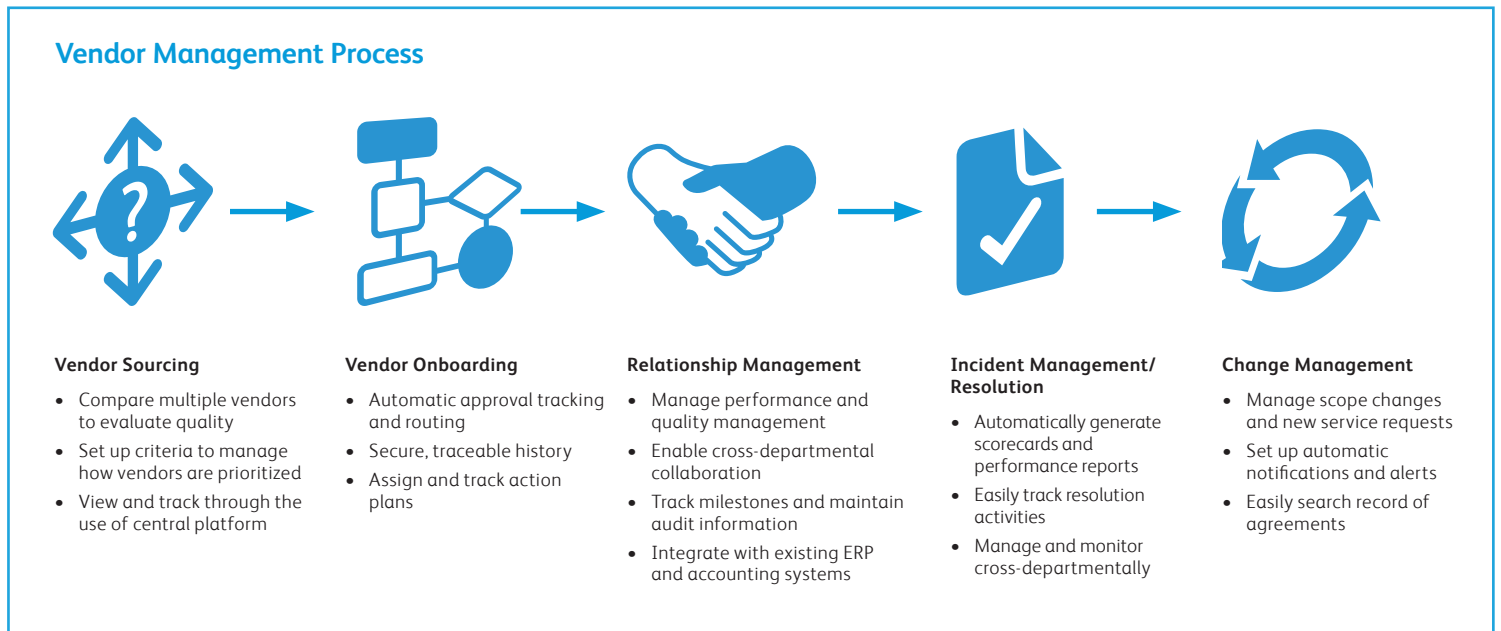 Vendor Management Process
?
Vendor Sourcing
• Compare multiple vendors
to evaluate quality
• Set up criteria to manage
how vendors are prioritized
• View and track through the
use of central platform
Vendor Onboarding
• Automatic approval tracking
and routing
• Secure, traceable history
• Assign and track action
plans
Relationship Management
• Manage performance and
quality management
• Enable cross-departmental
collaboration
• Track milestones and maintain
audit information
• Integrate with existing ERP
and accounting systems
Incident Management/
Resolution
• Automatically generate
scorecards and
performance reports
• Easily track resolution
activities
• Manage and monitor
cross-departmentally
Change Management
• Manage scope changes
and new service requests
• Set up automatic
notifications and alerts
• Easily search record of
agreements